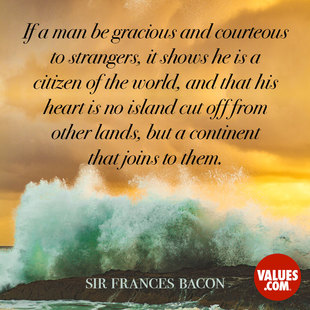 If a man be gracious and courteous
to strangers, it shows he is a
citizen of the world, and that his
heart is no island cut off from
other lands, but a continent
that joins to them.
SIR FRANCES BACON
VALUES
.COM